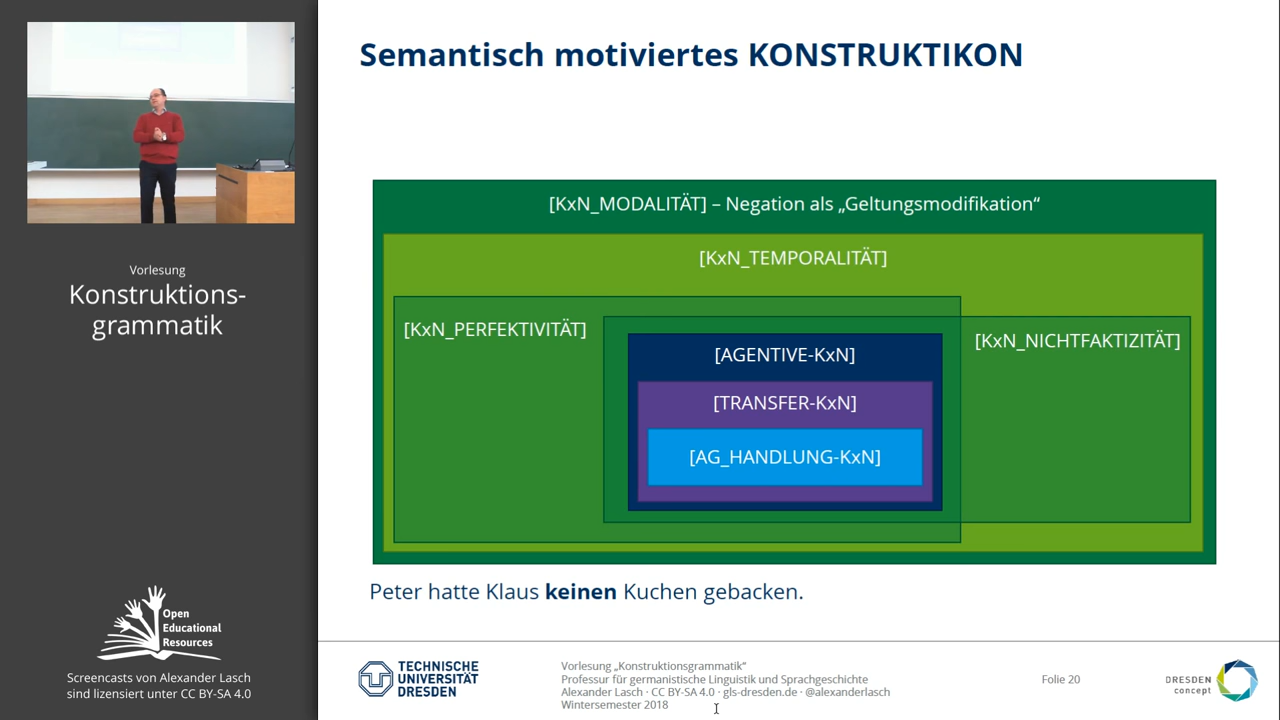 Semantisch motiviertes KONSTRUKTIKON
Vorlesung
Konstruktions-
grammatik
[KxN_MODALITÄT] – Negation als „Geltungsmodifikation“
[KxN_TEMPORALITÄT]
[KxN_PERFEKTIVITÄT]
[KxN_NICHTFAKTIZITÄT]
[AGENTIVE-KxN]
[TRANSFER-KxN]
[AG_HANDLUNG-KxN]
Peter hatte Klaus keinen Kuchen gebacken.
Open
Educational
Resources
Screencasts von Alexander Lasch
sind lizensiert unter CC BY-SA 4.0
TECHNISCHE
UNIVERSITÄT
DRESDEN
Vorlesung „Konstruktionsgrammatik“
Professur für germanistische Linguistik und Sprachgeschichte
Alexander Lasch · CC BY-SA 4.0 · gls-dresden.de · @alexanderlasch
Wintersemester 2018
Folie 20
DRESDEN
concept